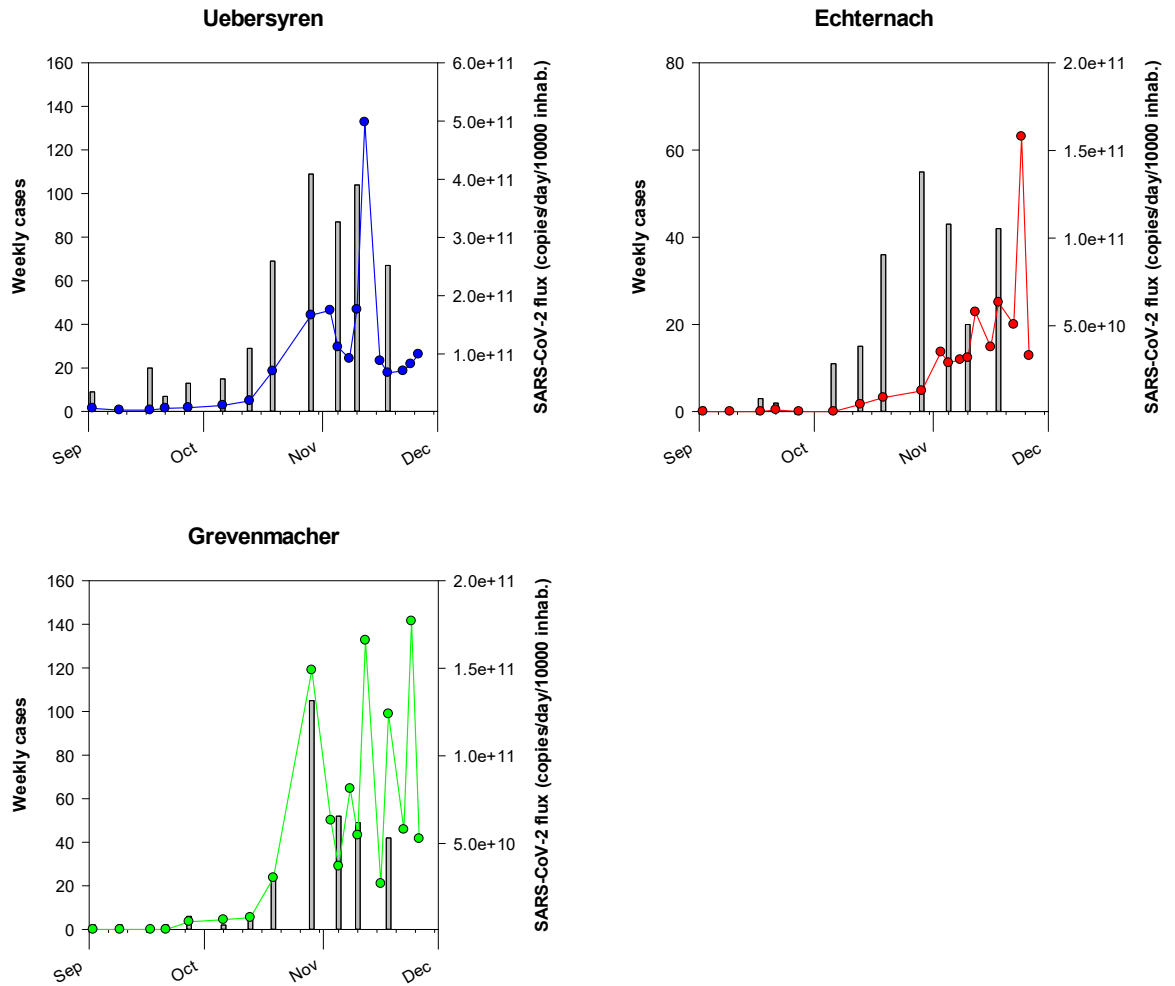 Uebersyren
160
140
120
100
80
60
40
20
0
Weekly cases
6.0e+11
5.0e+11
4.0e+11
3.0e+11
2.0e+11
1.0e+11
SARS-CoV-2 flux (copies/day/10000 inhab.)
Sep
Oct
Nov
Dec
Echternach
80
60
40
20
0
Weekly cases
2.0e+11
1.5e+11
1.0e+11
5.0e+10
SARS-CoV-2 flux (copies/day/10000 inhab.)
Sep
Oct
Nov
Dec
Grevenmacher
160
140
120
100
80
60
40
20
0
Weekly cases
2.0e+11
1.5e+11
1.0e+11
5.0e+10
SARS-CoV-2 flux (copies/day/10000 inhab.)
Sep
Oct
Nov
Dec